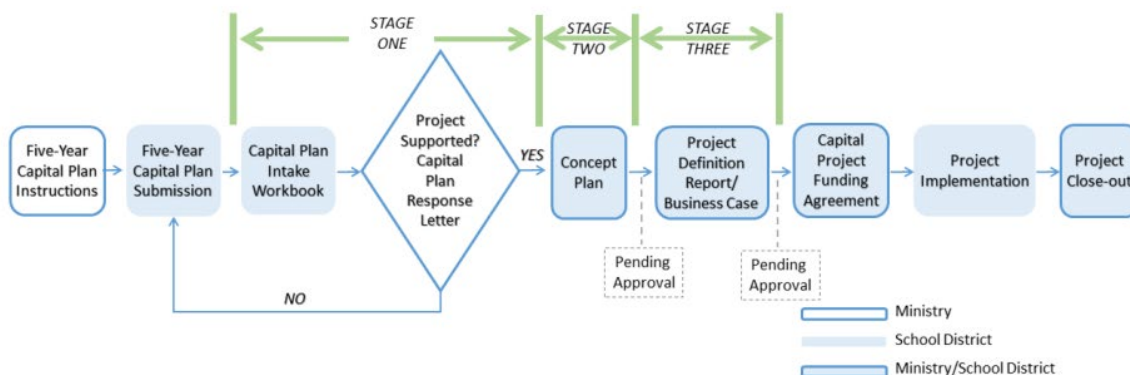 STAGE
ONE
STAGE
TWO
STAGE
THREE
Five-Year
Capital Plan
Instructions
Five-Year
Capital Plan
Submission
Capital Plan
Intake
Workbook
Project
Supported?
Capital
Plan
Response
Letter
YES
Concept
Plan
Project
Definition
Report/
Business Case
Capital
Project
Funding
Agreement
Project
Implementation
Project
Close-out
NO
Pending
Approval
Pending
Approval
Ministry
School District
Ministry/School District